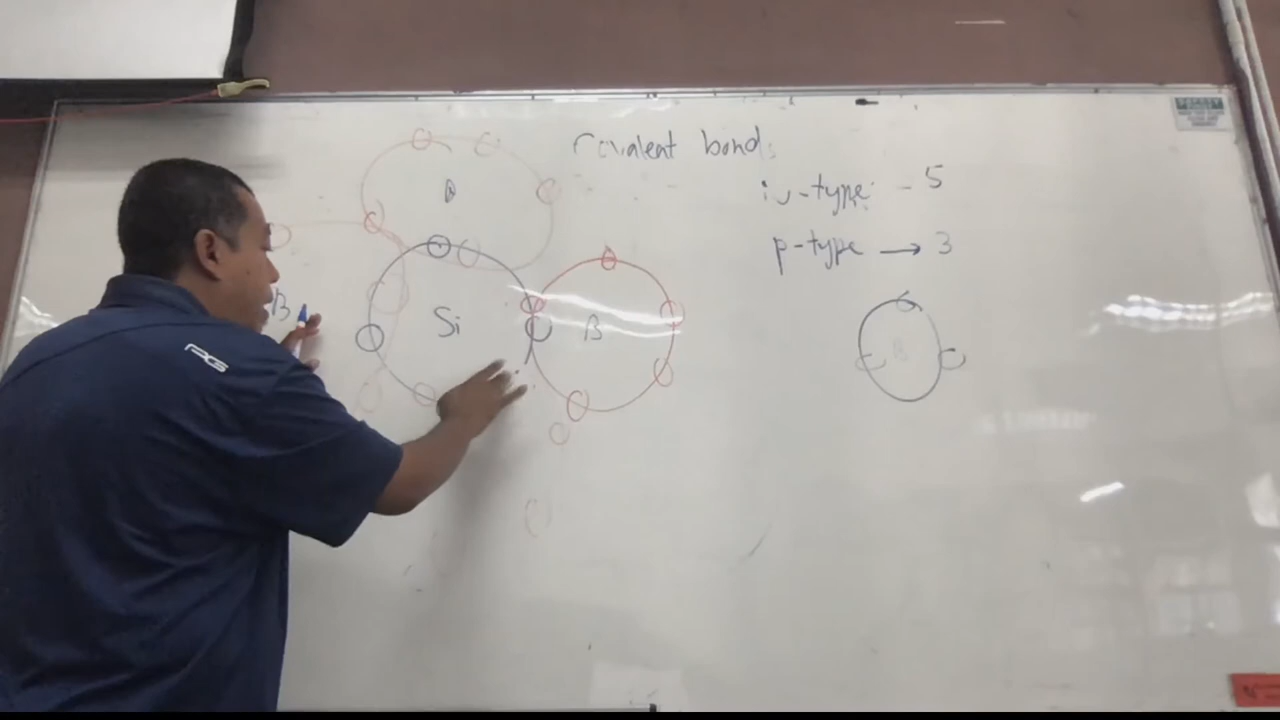 covalent bond
n-type - 5
p-type → 3
B
Si
B